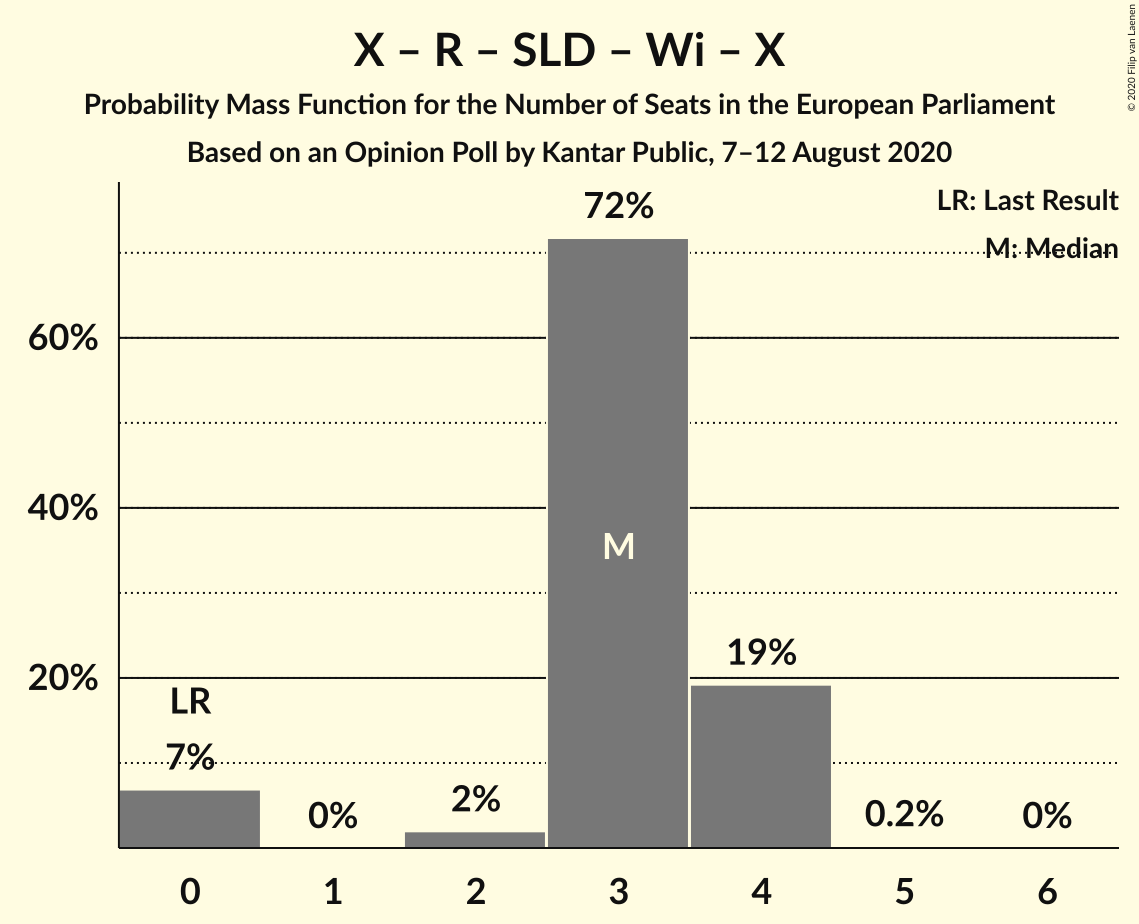 X – R – SLD – Wi – X
Probability Mass Function for the Number of Seats in the European Parliament
Based on an Opinion Poll by Kantar Public, 7–12 August 2020
© 2020 Filip van Laenen
LR: Last Result
M: Median
72%
60%
40%
M
19%
20%
LR
7%
2%
0%
0.2%
0%
0 1 2 3 4 5 6